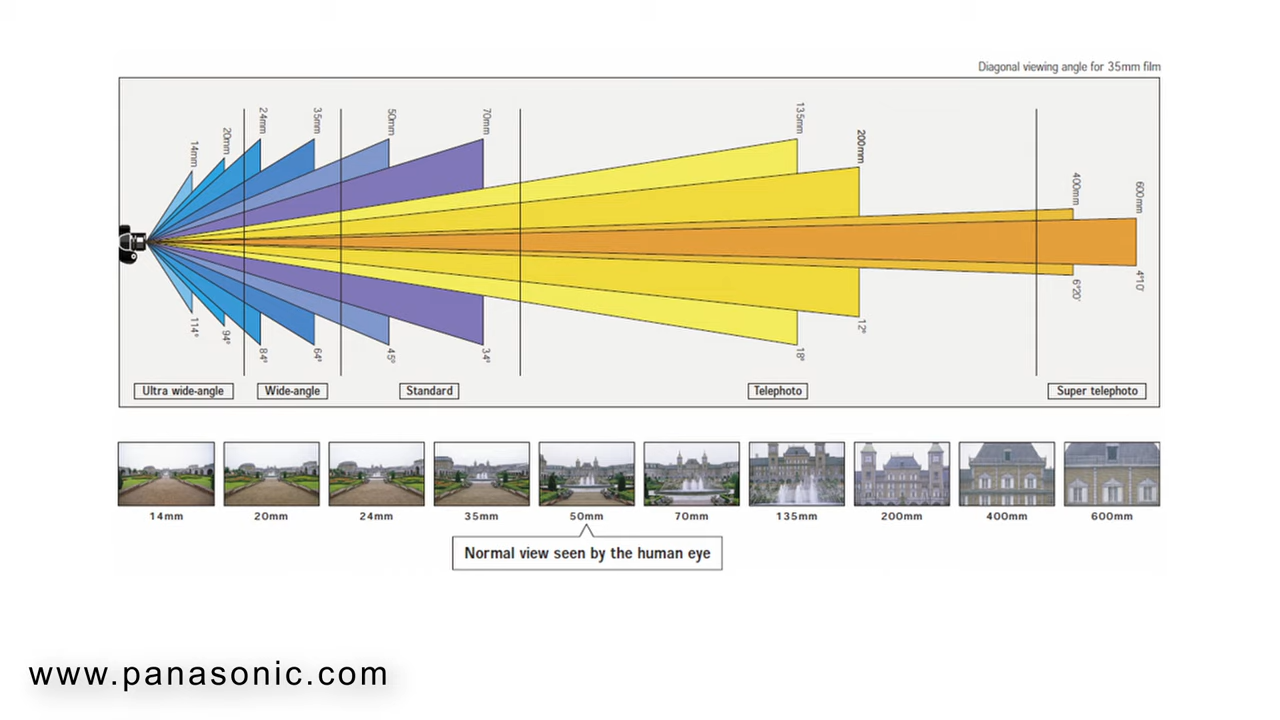 Diagonal viewing angle for 35mm film
14mm
20mm
24mm
35mm
50mm
70mm
135mm
200mm
400mm
600mm
114°
94°
84°
64°
45°
34°
18°
12°
6°20'
4°10'
Ultra wide-angle
Wide-angle
Standard
Telephoto
Super telephoto
14mm
20mm
24mm
35mm
50mm
70mm
135mm
200mm
400mm
600mm
Normal view seen by the human eye
www.panasonic.com